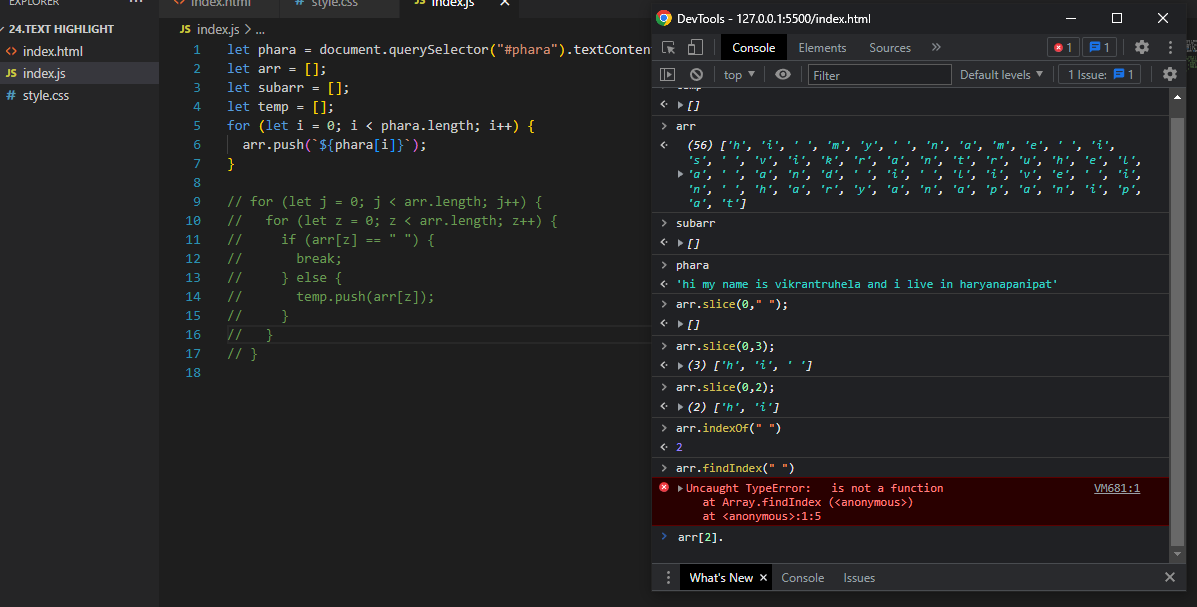 EXPLORER ...
24.TEXT HIGHLIGHT
<> index.html
JS index.js
# style.css
<> index.html # style.css JS index.js ×
JS index.js > ...
1 let phara = document.querySelector("#phara").textConten
2 let arr = [];
3 let subarr = [];
4 let temp = [];
5 for (let i = 0; i < phara.length; i++) {
6 arr.push(`${phara[i]}`);
7 }
8
9 // for (let j = 0; j < arr.length; j++) {
10 //   for (let z = 0; z < arr.length; z++) {
11 //     if (arr[z] == " ") {
12 //       break;
13 //     } else {
14 //       temp.push(arr[z]);
15 //     }
16 //   }
17 // }
18
DevTools - 127.0.0.1:5500/index.html
Console Elements Sources » 1 1
top ▼ Filter Default levels ▼ 1 Issue: 1
temp
▶ []
> arr
(56) ['h', 'i', ' ', 'm', 'y', ' ', 'n', 'a', 'm', 'e', ' ', 'i',
's', ' ', 'v', 'i', 'k', 'r', 'a', 'n', 't', 'r', 'u', 'h', 'e', 'l',
▶ 'a', ' ', 'a', 'n', 'd', ' ', 'i', ' ', 'l', 'i', 'v', 'e', ' ', 'i',
'n', ' ', 'h', 'a', 'r', 'y', 'a', 'n', 'a', 'p', 'a', 'n', 'i', 'p',
'a', 't']
> subarr
▶ []
> phara
'hi my name is vikrantruhela and i live in haryanapanipat'
> arr.slice(0," ");
▶ []
> arr.slice(0,3);
▶ (3) ['h', 'i', ' ']
> arr.slice(0,2);
▶ (2) ['h', 'i']
> arr.indexOf(" ")
2
> arr.findIndex(" ")
▶ Uncaught TypeError:   is not a function VM681:1
at Array.findIndex (<anonymous>)
at <anonymous>:1:5
> arr[2].
What's New × Console Issues ×